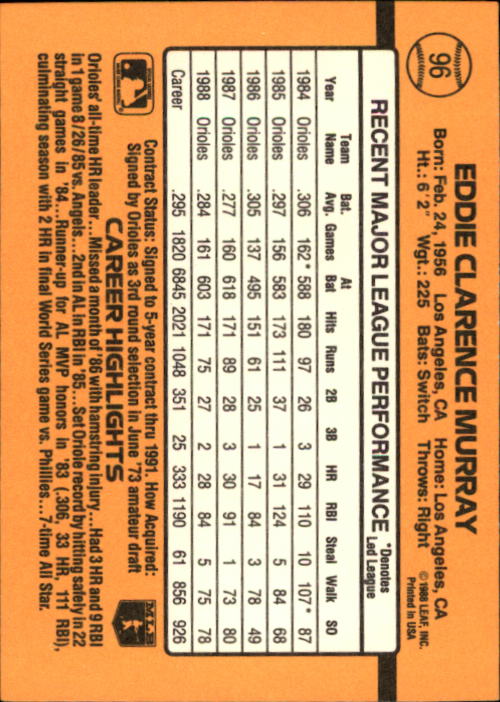 96
EDDIE CLARENCE MURRAY
Born: Feb. 24, 1956 Los Angeles, CA Home: Los Angeles, CA
Ht.: 6' 2" Wgt.: 225 Bats: Switch Throws: Right
© 1988 LEAF, INC.
Printed in USA
RECENT MAJOR LEAGUE PERFORMANCE *Denotes Led League
Year Team Name Bat. Avg. Games At Bat Hits Runs 2B 3B HR RBI Steal Walk SO
1984 Orioles .306 162* 588 180 97 26 3 29 110 10 107* 87
1985 Orioles .297 156 583 173 111 37 1 31 124 5 84 68
1986 Orioles .305 137 495 151 61 25 1 17 84 3 78 49
1987 Orioles .277 160 618 171 89 28 3 30 91 1 73 80
1988 Orioles .284 161 603 171 75 27 2 28 84 5 75 78
Career .295 1820 6845 2021 1048 351 25 333 1190 61 856 926
Contract Status: Signed to 5-year contract thru 1991. How Acquired:
Signed by Orioles as 3rd round selection in June '73 amateur draft
MLB
CAREER HIGHLIGHTS
Orioles' all-time HR leader... Missed a month of '86 with hamstring injury... Had 3 HR and 9 RBI
in 1 game 8/26/85 vs. Angels... 2nd in AL in RBI in '85... Set Oriole record by hitting safely in 22
straight games in '84... Runner-up for AL MVP honors in '83 (.306, 33 HR, 111 RBI),
culminating season with 2 HR in final World Series game vs. Phillies... 7-time All Star.